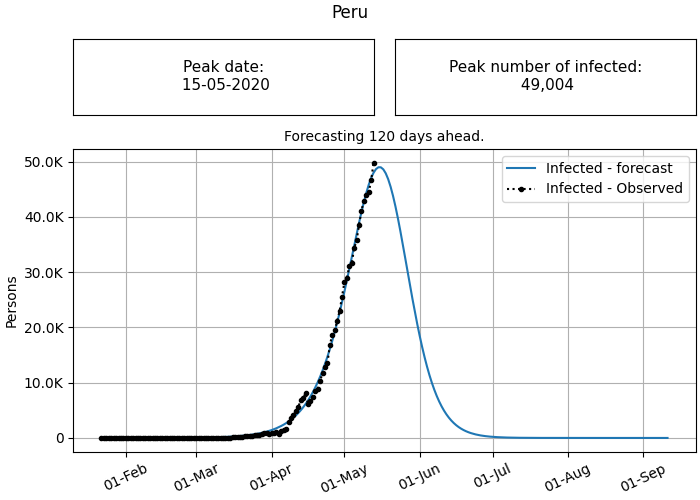 Peru
Peak date:
15-05-2020
Peak number of infected:
49,004
Forecasting 120 days ahead.
Infected - forecast
Infected - Observed
50.0K
40.0K
30.0K
20.0K
10.0K
0
Persons
01-Feb
01-Mar
01-Apr
01-May
01-Jun
01-Jul
01-Aug
01-Sep